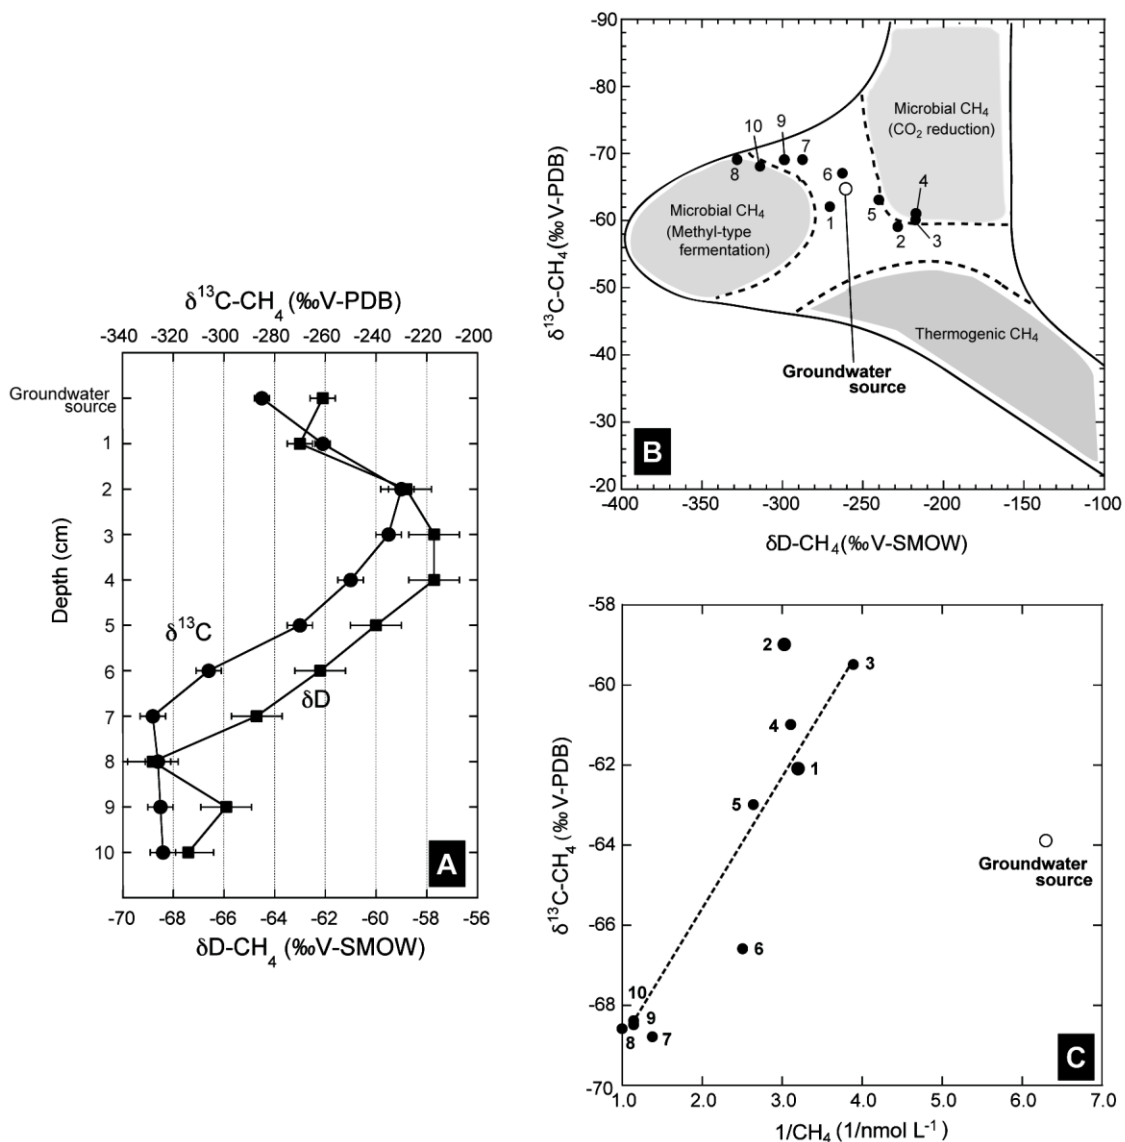 δ¹³C-CH₄ (‰V-PDB)
-340 -320 -300 -280 -260 -240 -220 -200
Groundwater
source
1
2
3
4
5
6
7
8
9
10
Depth (cm)
δ¹³C
δD
A
-70 -68 -66 -64 -62 -60 -58 -56
δD-CH₄ (‰V-SMOW)
-90
-80
-70
-60
-50
-40
-30
-20
δ¹³C-CH₄(‰V-PDB)
Microbial CH₄
(CO₂ reduction)
10 9 7
8
6
4
Microbial CH₄
(Methyl-type
fermentation)
1
5
2
3
Thermogenic CH₄
Groundwater
source
B
-400 -350 -300 -250 -200 -150 -100
δD-CH₄(‰V-SMOW)
-58
-60
-62
-64
-66
-68
-70
δ¹³C-CH₄ (‰V-PDB)
2
3
4
1
5
Groundwater
source
6
10
9
8
7
C
1.0 2.0 3.0 4.0 5.0 6.0 7.0
1/CH₄ (1/nmol L⁻¹)